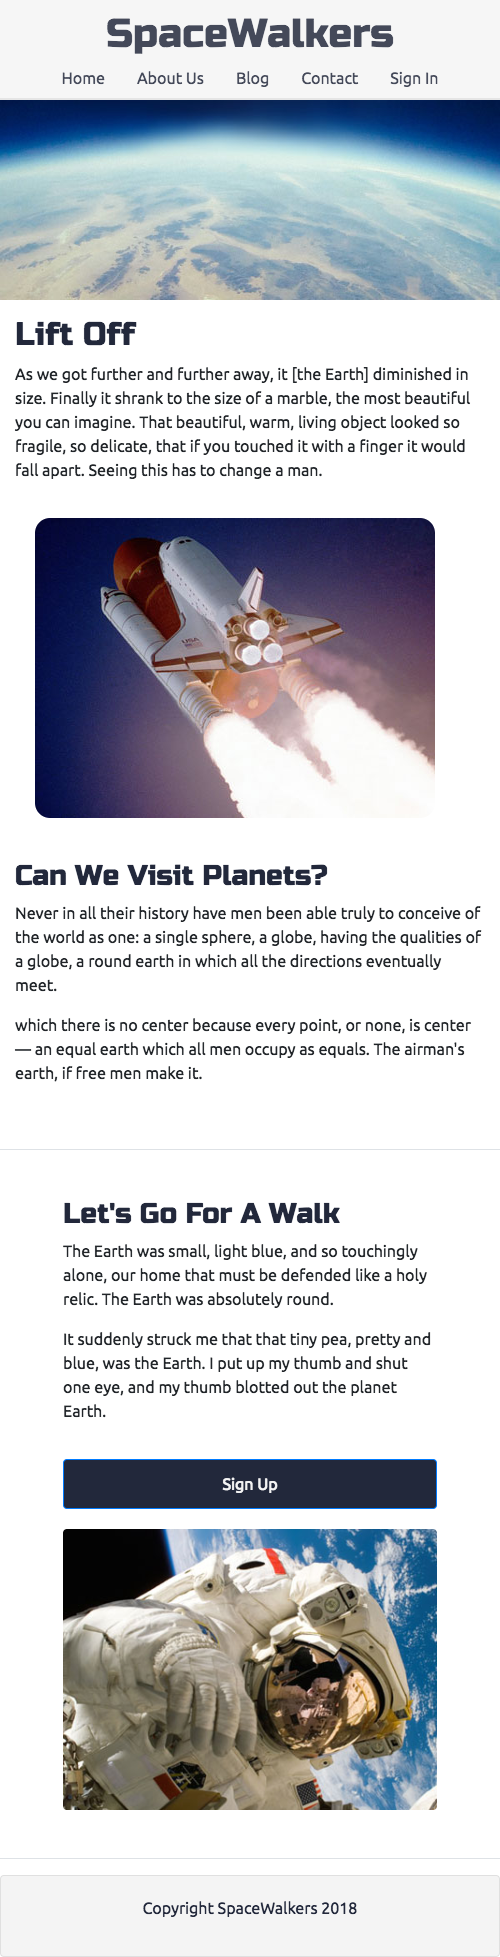 SpaceWalkers
Home About Us Blog Contact Sign In
Lift Off
As we got further and further away, it [the Earth] diminished in
size. Finally it shrank to the size of a marble, the most beautiful
you can imagine. That beautiful, warm, living object looked so
fragile, so delicate, that if you touched it with a finger it would
fall apart. Seeing this has to change a man.
USA
Can We Visit Planets?
Never in all their history have men been able truly to conceive of
the world as one: a single sphere, a globe, having the qualities of
a globe, a round earth in which all the directions eventually
meet.
which there is no center because every point, or none, is center
— an equal earth which all men occupy as equals. The airman's
earth, if free men make it.
Let's Go For A Walk
The Earth was small, light blue, and so touchingly
alone, our home that must be defended like a holy
relic. The Earth was absolutely round.
It suddenly struck me that that tiny pea, pretty and
blue, was the Earth. I put up my thumb and shut
one eye, and my thumb blotted out the planet
Earth.
Sign Up
Copyright SpaceWalkers 2018